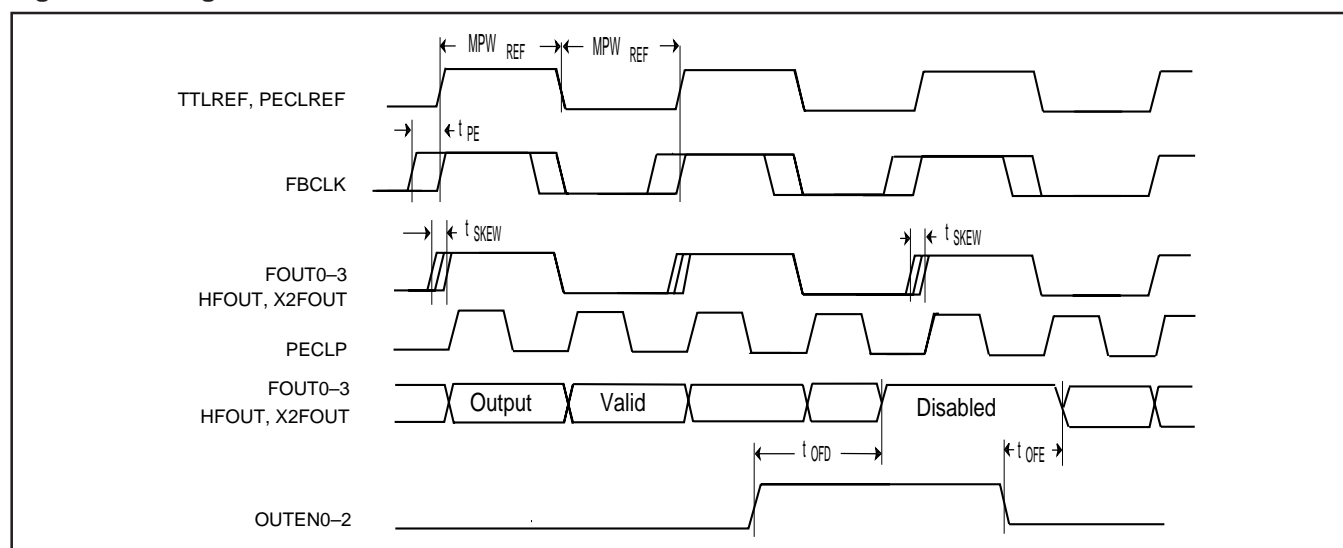 MPW REF MPW REF
TTLREF, PECLREF
t PE
FBCLK
t SKEW t SKEW
FOUT0–3
HFOUT, X2FOUT
PECLP
FOUT0–3
HFOUT, X2FOUT
Output Valid Disabled
t OFD t OFE
OUTEN0–2